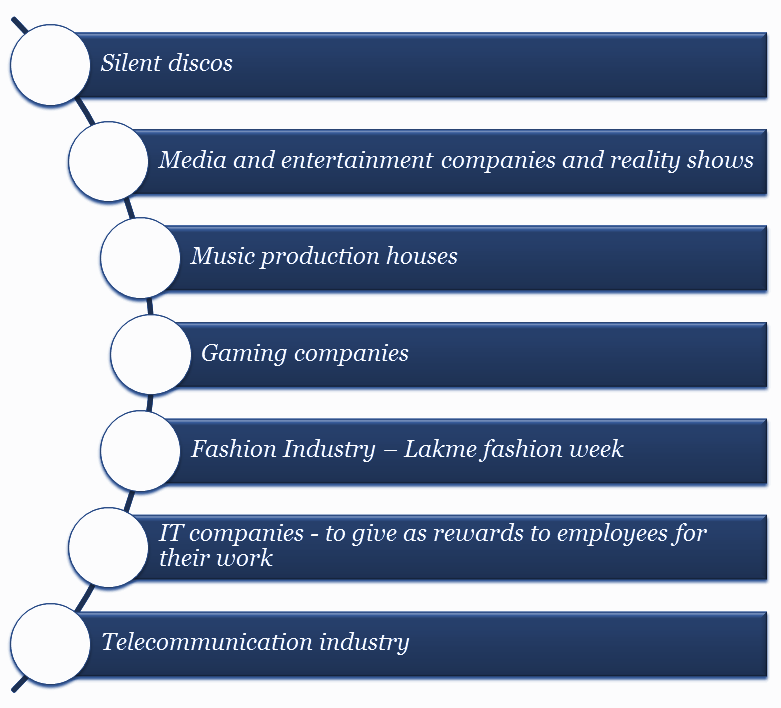 Silent discos
Media and entertainment companies and reality shows
Music production houses
Gaming companies
Fashion Industry – Lakme fashion week
IT companies - to give as rewards to employees for
their work
Telecommunication industry